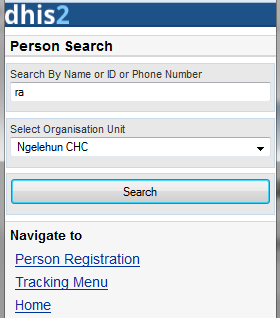 dhis2
Person Search
Search By Name or ID or Phone Number
ra
Select Organisation Unit
Ngelehun CHC
Search
Navigate to
Person Registration
Tracking Menu
Home